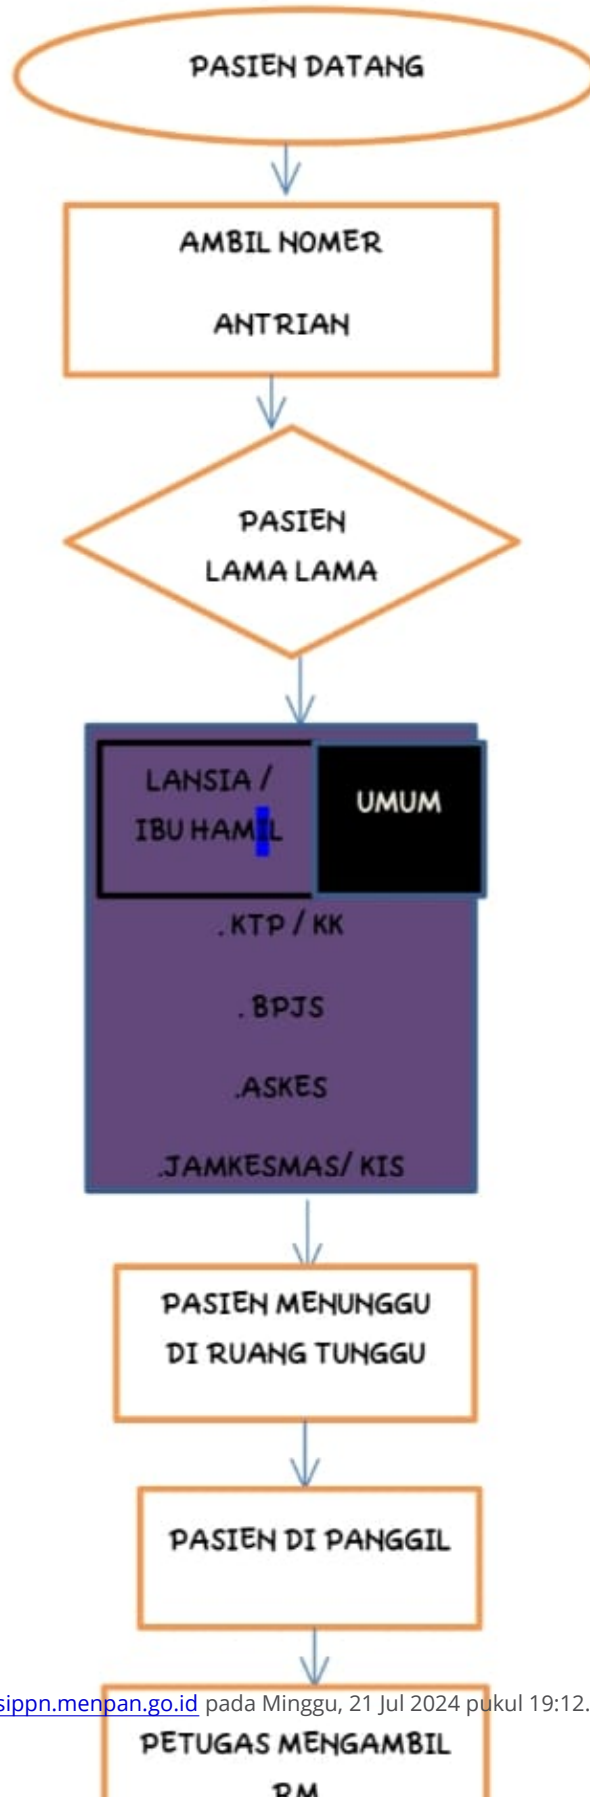 PASIEN DATANG
AMBIL NOMER
ANTRIAN
PASIEN
LAMA LAMA
LANSIA /
IBU HAMIL
UMUM
. KTP / KK
. BPJS
.ASKES
.JAMKESMAS/ KIS
PASIEN MENUNGGU
DI RUANG TUNGGU
PASIEN DI PANGGIL
sippn.menpan.go.id pada Minggu, 21 Jul 2024 pukul 19:12.
PETUGAS MENGAMBIL
RM